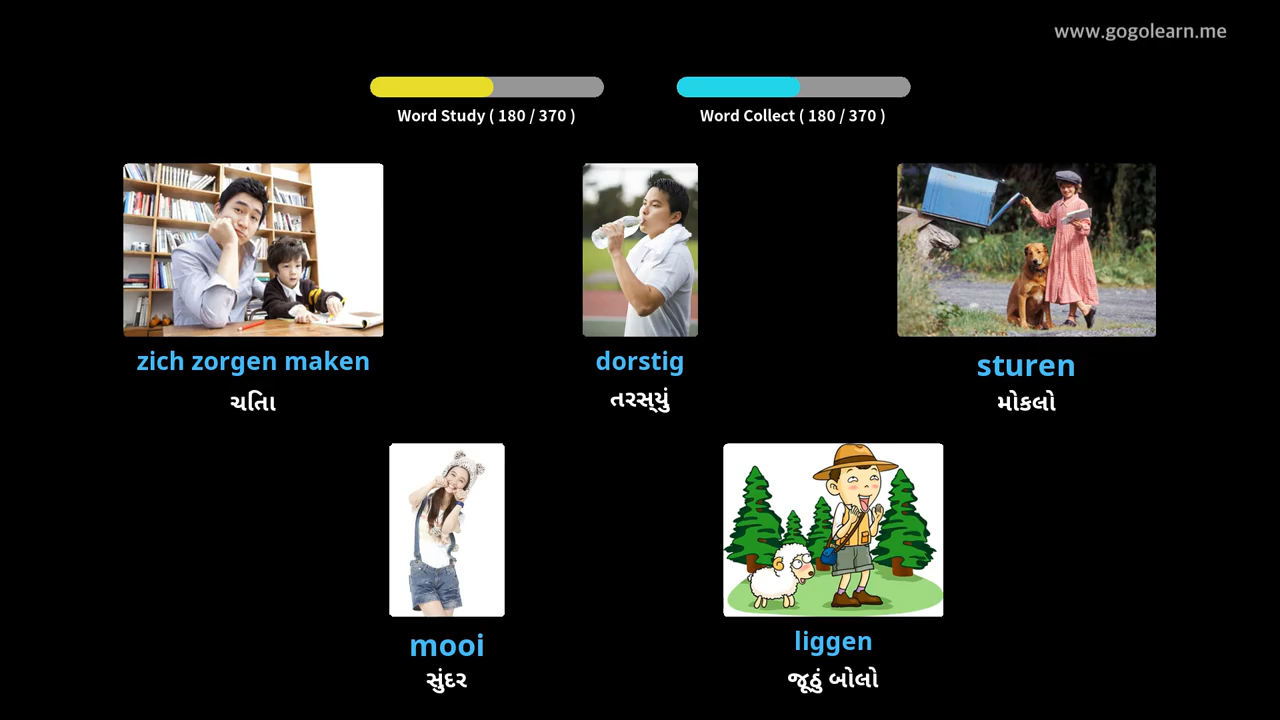 www.gogolearn.me
Word Study ( 180 / 370 )
Word Collect ( 180 / 370 )
zich zorgen maken
dorstig
sturen
ચિંતા
તરસ્યું
મોકલો
mooi
liggen
સુંદર
જૂઠું બોલો